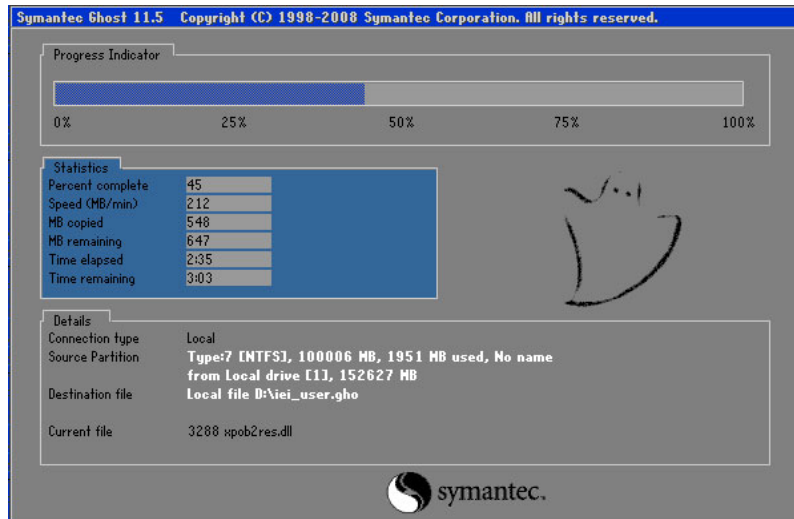 Symantec Ghost 11.5 Copyright (C) 1998-2008 Symantec Corporation. All rights reserved.
Progress Indicator
0% 25% 50% 75% 100%
Statistics
Percent complete 45
Speed (MB/min) 212
MB copied 548
MB remaining 647
Time elapsed 2:35
Time remaining 3:03
Details
Connection type Local
Source Partition Type:7 [NTFS], 100006 MB, 1951 MB used, No name
from Local drive [1], 152627 MB
Destination file Local file D:\iei_user.gho
Current file 3288 xpob2res.dll
symantec.